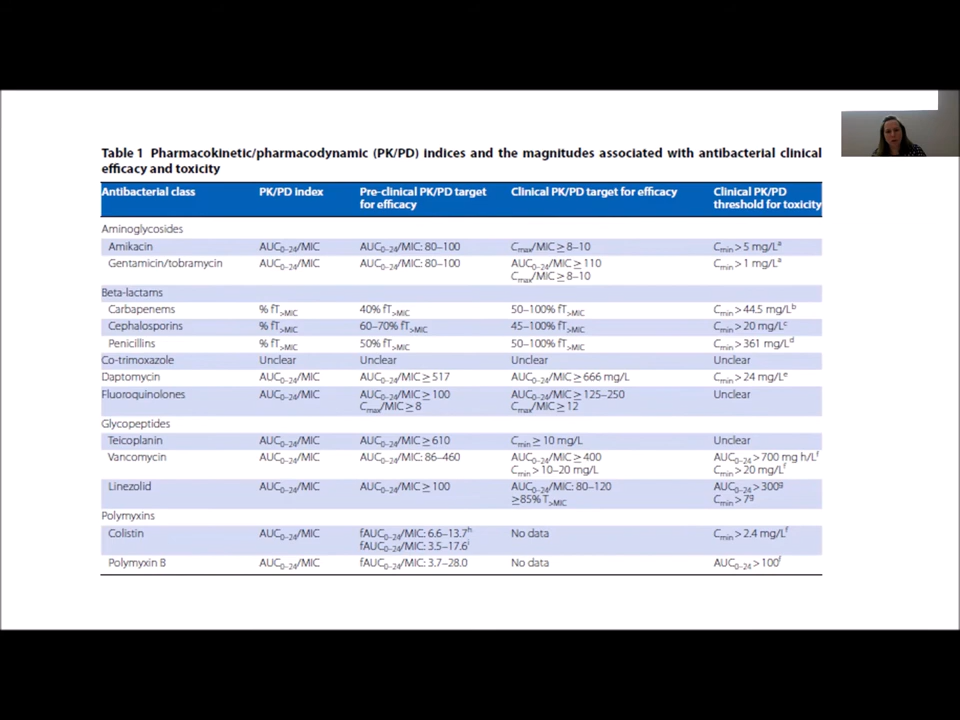 Table 1 Pharmacokinetic/pharmacodynamic (PK/PD) indices and the magnitudes associated with antibacterial clinical
efficacy and toxicity
Antibacterial class PK/PD index Pre-clinical PK/PD target for efficacy Clinical PK/PD target for efficacy Clinical PK/PD threshold for toxicity
Aminoglycosides
Amikacin AUC0–24/MIC AUC0–24/MIC: 80–100 Cmax/MIC ≥ 8–10 Cmin > 5 mg/Lᵃ
Gentamicin/tobramycin AUC0–24/MIC AUC0–24/MIC: 80–100 AUC0–24/MIC ≥ 110 Cmin > 1 mg/Lᵃ
Cmax/MIC ≥ 8–10
Beta-lactams
Carbapenems % fT>MIC 40% fT>MIC 50–100% fT>MIC Cmin > 44.5 mg/Lᵇ
Cephalosporins % fT>MIC 60–70% fT>MIC 45–100% fT>MIC Cmin > 20 mg/Lᶜ
Penicillins % fT>MIC 50% fT>MIC 50–100% fT>MIC Cmin > 361 mg/Lᵈ
Co-trimoxazole Unclear Unclear Unclear Unclear
Daptomycin AUC0–24/MIC AUC0–24/MIC ≥ 517 AUC0–24/MIC ≥ 666 mg/L Cmin > 24 mg/Lᵉ
Fluoroquinolones AUC0–24/MIC AUC0–24/MIC ≥ 100 AUC0–24/MIC ≥ 125–250 Unclear
Cmax/MIC ≥ 8 Cmax/MIC ≥ 12
Glycopeptides
Teicoplanin AUC0–24/MIC AUC0–24/MIC ≥ 610 Cmin ≥ 10 mg/L Unclear
Vancomycin AUC0–24/MIC AUC0–24/MIC: 86–460 AUC0–24/MIC ≥ 400 AUC0–24 > 700 mg h/Lᶠ
Cmin > 10–20 mg/L Cmin > 20 mg/Lᶠ
Linezolid AUC0–24/MIC AUC0–24/MIC ≥ 100 AUC0–24/MIC: 80–120 AUC0–24 > 300ᵍ
≥ 85% T>MIC Cmin > 7ᵍ
Polymyxins
Colistin AUC0–24/MIC fAUC0–24/MIC: 6.6–13.7ʰ No data Cmin > 2.4 mg/Lᶠ
fAUC0–24/MIC: 3.5–17.6ⁱ
Polymyxin B AUC0–24/MIC fAUC0–24/MIC: 3.7–28.0 No data AUC0–24 > 100ᶠ